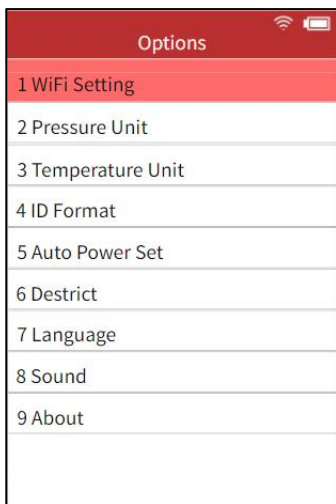 Options
1 WiFi Setting
2 Pressure Unit
3 Temperature Unit
4 ID Format
5 Auto Power Set
6 Destrict
7 Language
8 Sound
9 About